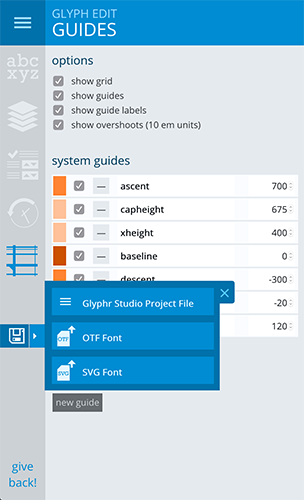 GLYPH EDIT
GUIDES
abc
xyz
options
show grid
show guides
show guide labels
show overshoots (10 em units)
system guides
ascent 700
capheight 675
xheight 400
baseline 0
descent -300
-20
120
Glyphr Studio Project File
OTF OTF Font
SVG SVG Font
new guide
give
back!